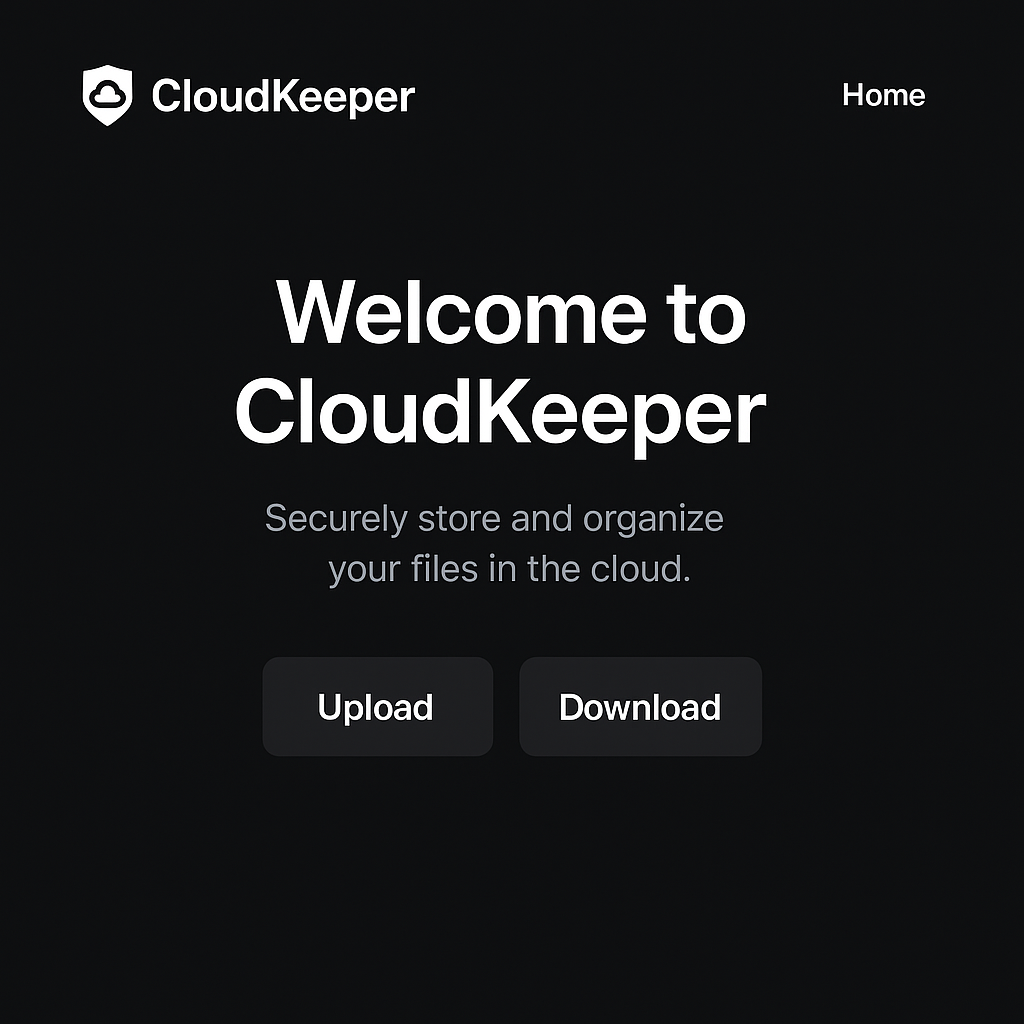 CloudKeeper
Home
Welcome to
CloudKeeper
Securely store and organize
your files in the cloud.
Upload
Download